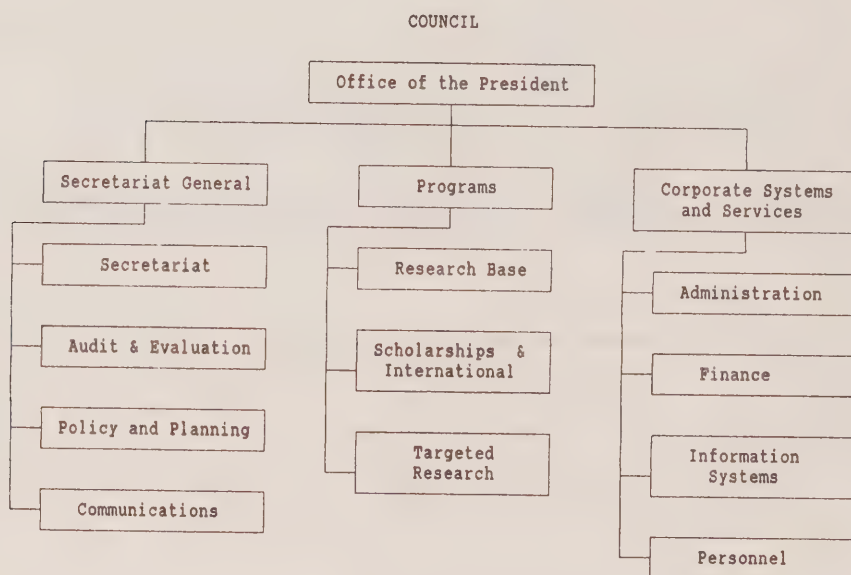 COUNCIL
Office of the President
Secretariat General
Secretariat
Audit & Evaluation
Policy and Planning
Communications
Programs
Research Base
Scholarships &
International
Targeted
Research
Corporate Systems
and Services
Administration
Finance
Information
Systems
Personnel